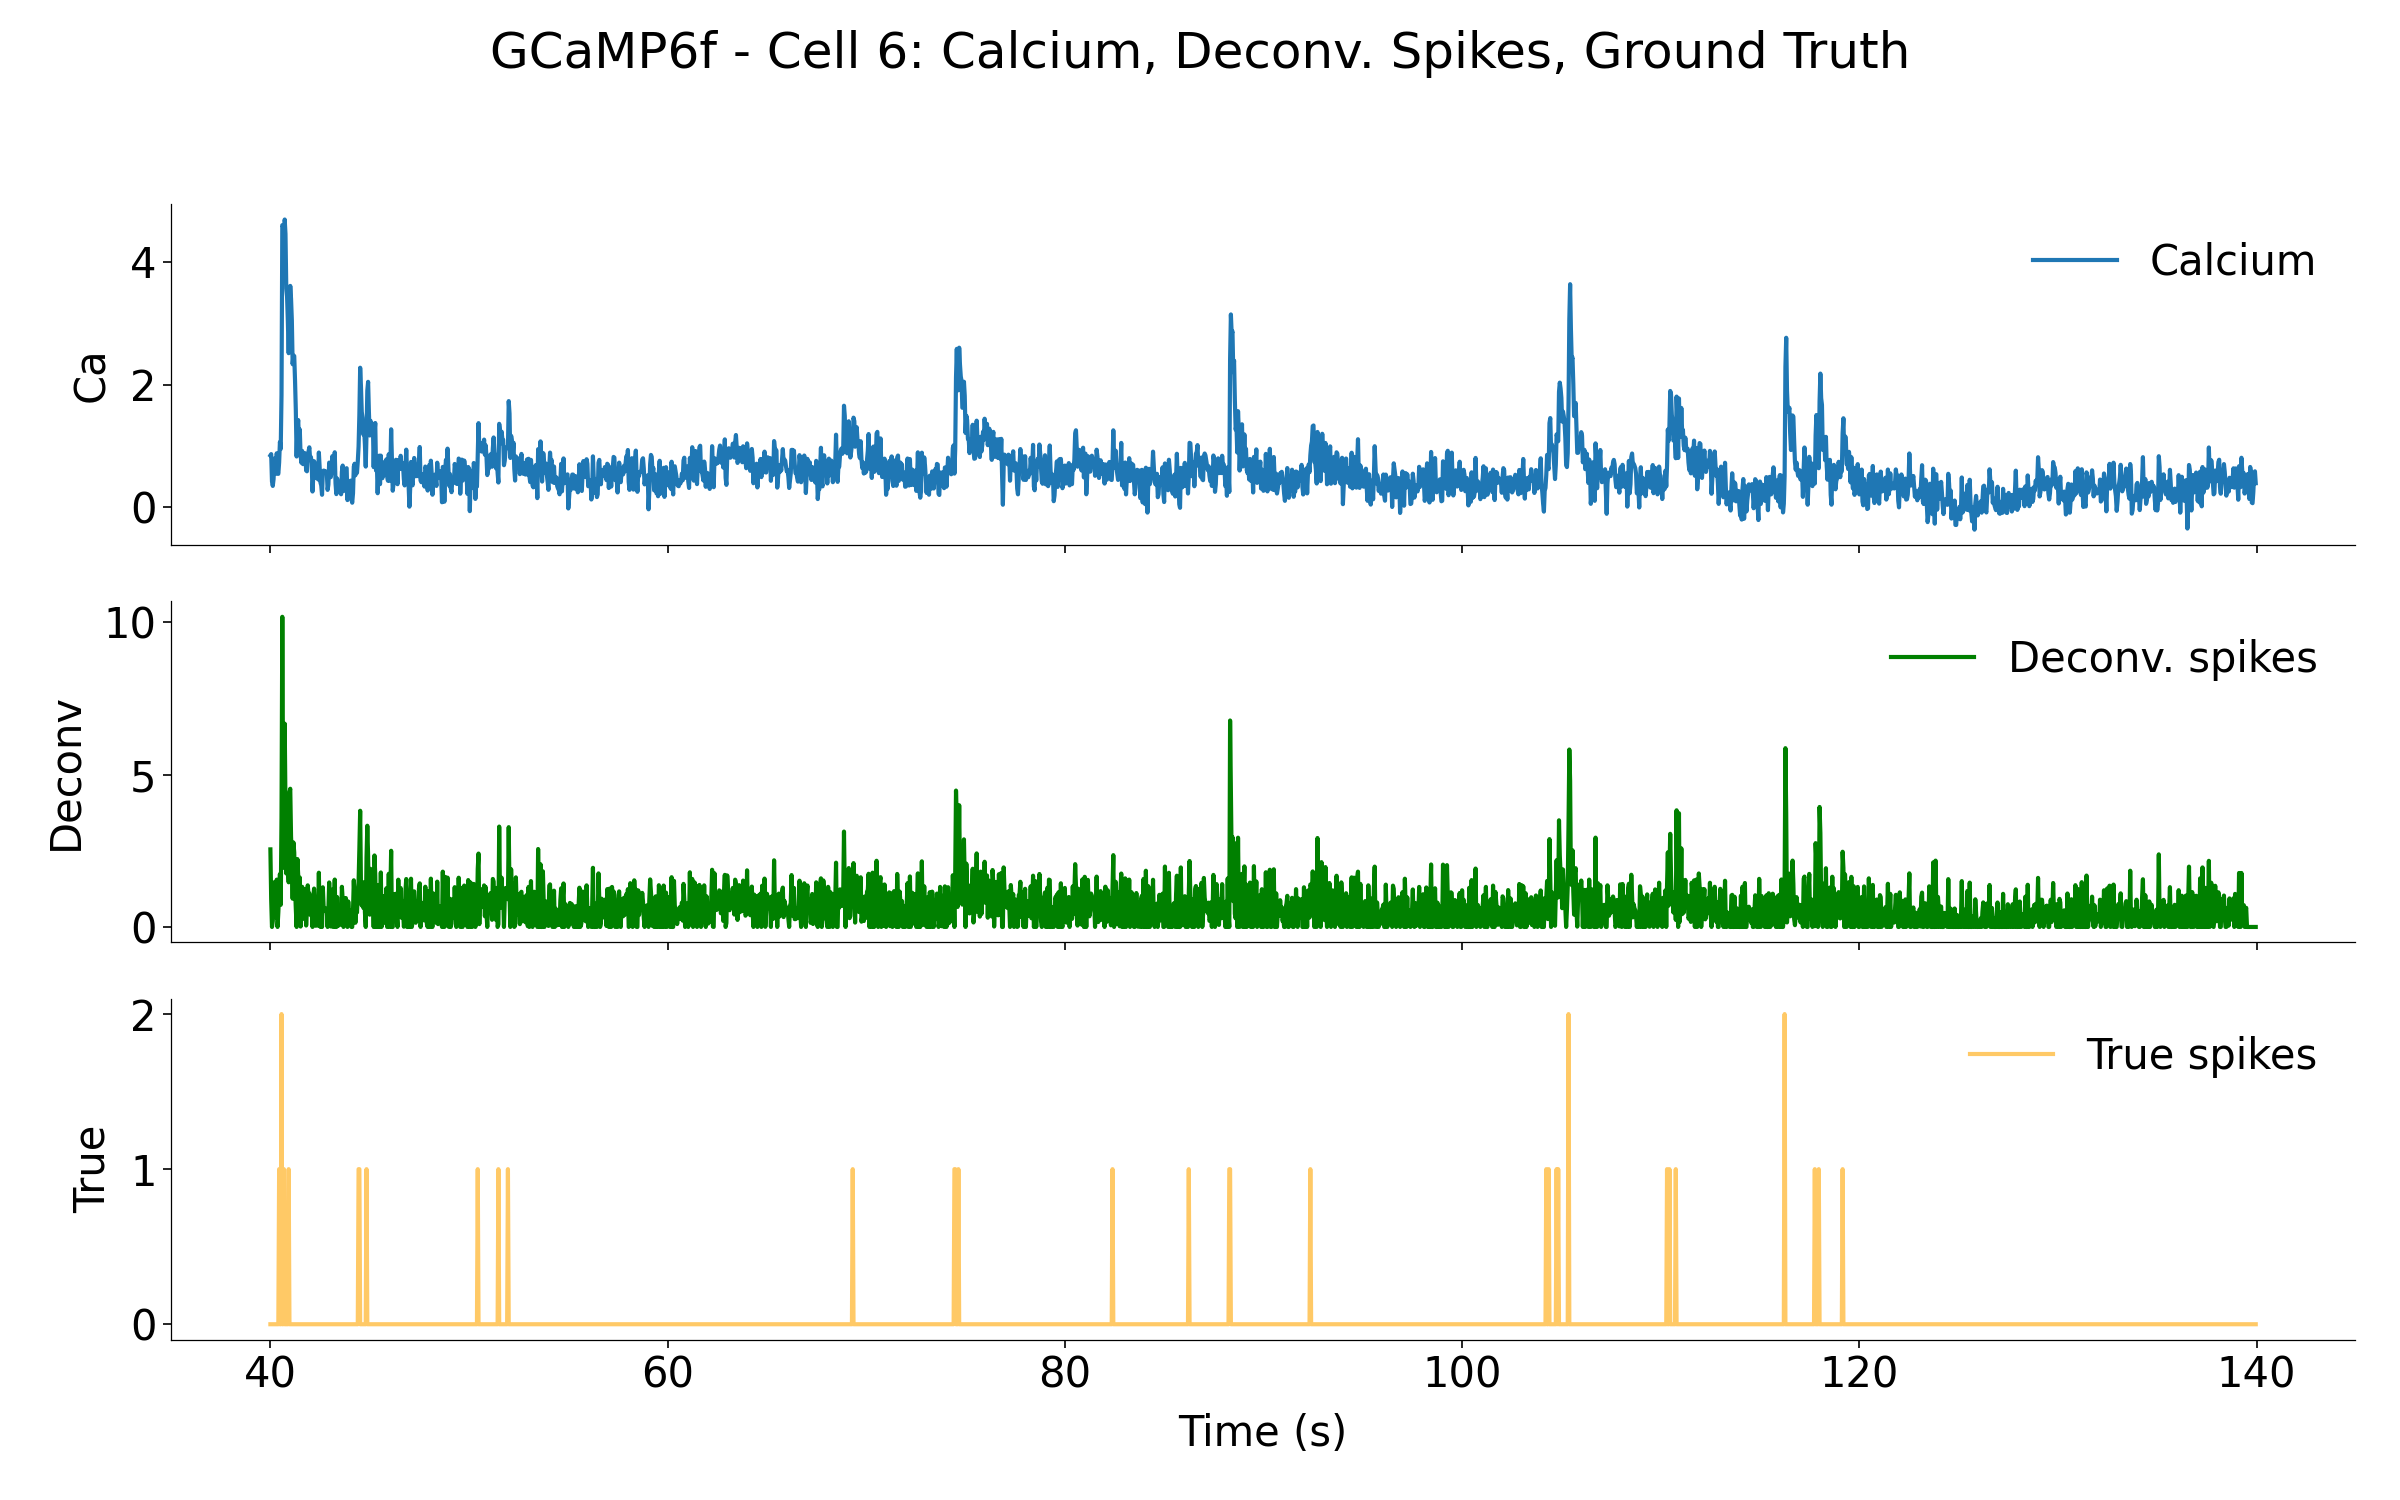 GCaMP6f - Cell 6: Calcium, Deconv. Spikes, Ground Truth
Ca
4
2
0
Calcium
Deconv
10
5
0
Deconv. spikes
True
2
1
0
True spikes
40 60 80 100 120 140
Time (s)